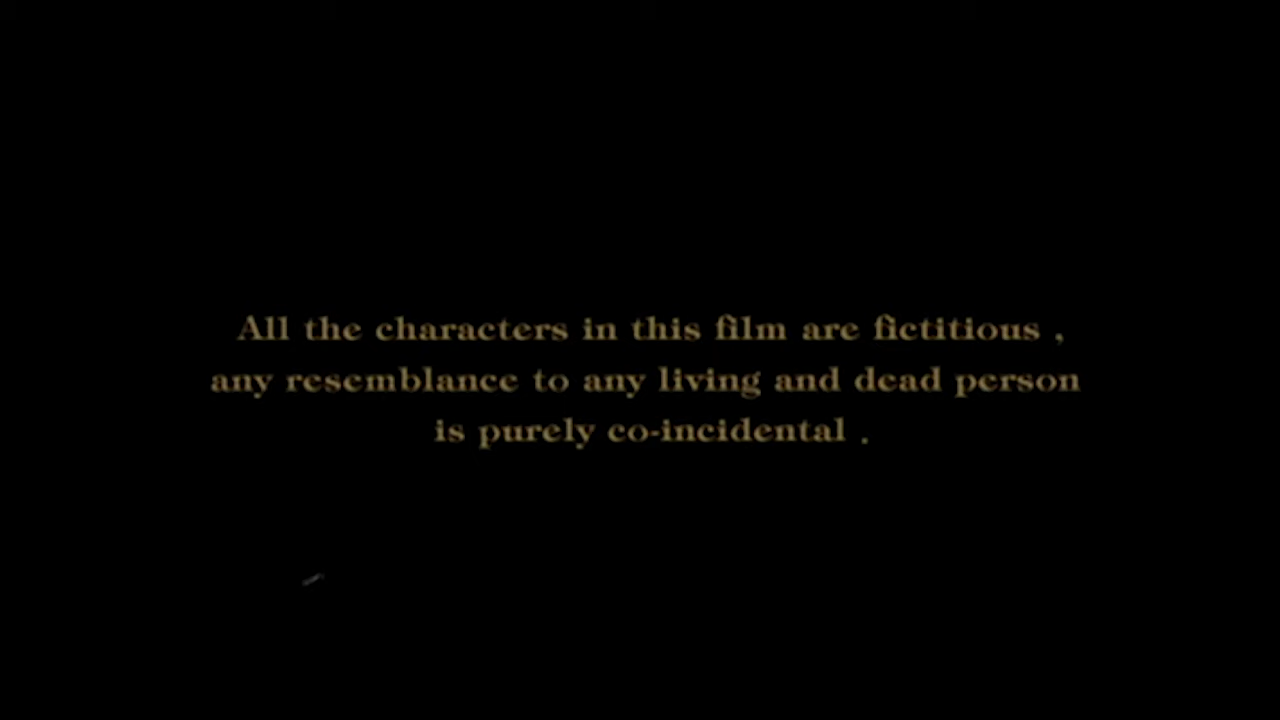 All the characters in this film are fictitious ,
any resemblance to any living and dead person
is purely co-incidental .